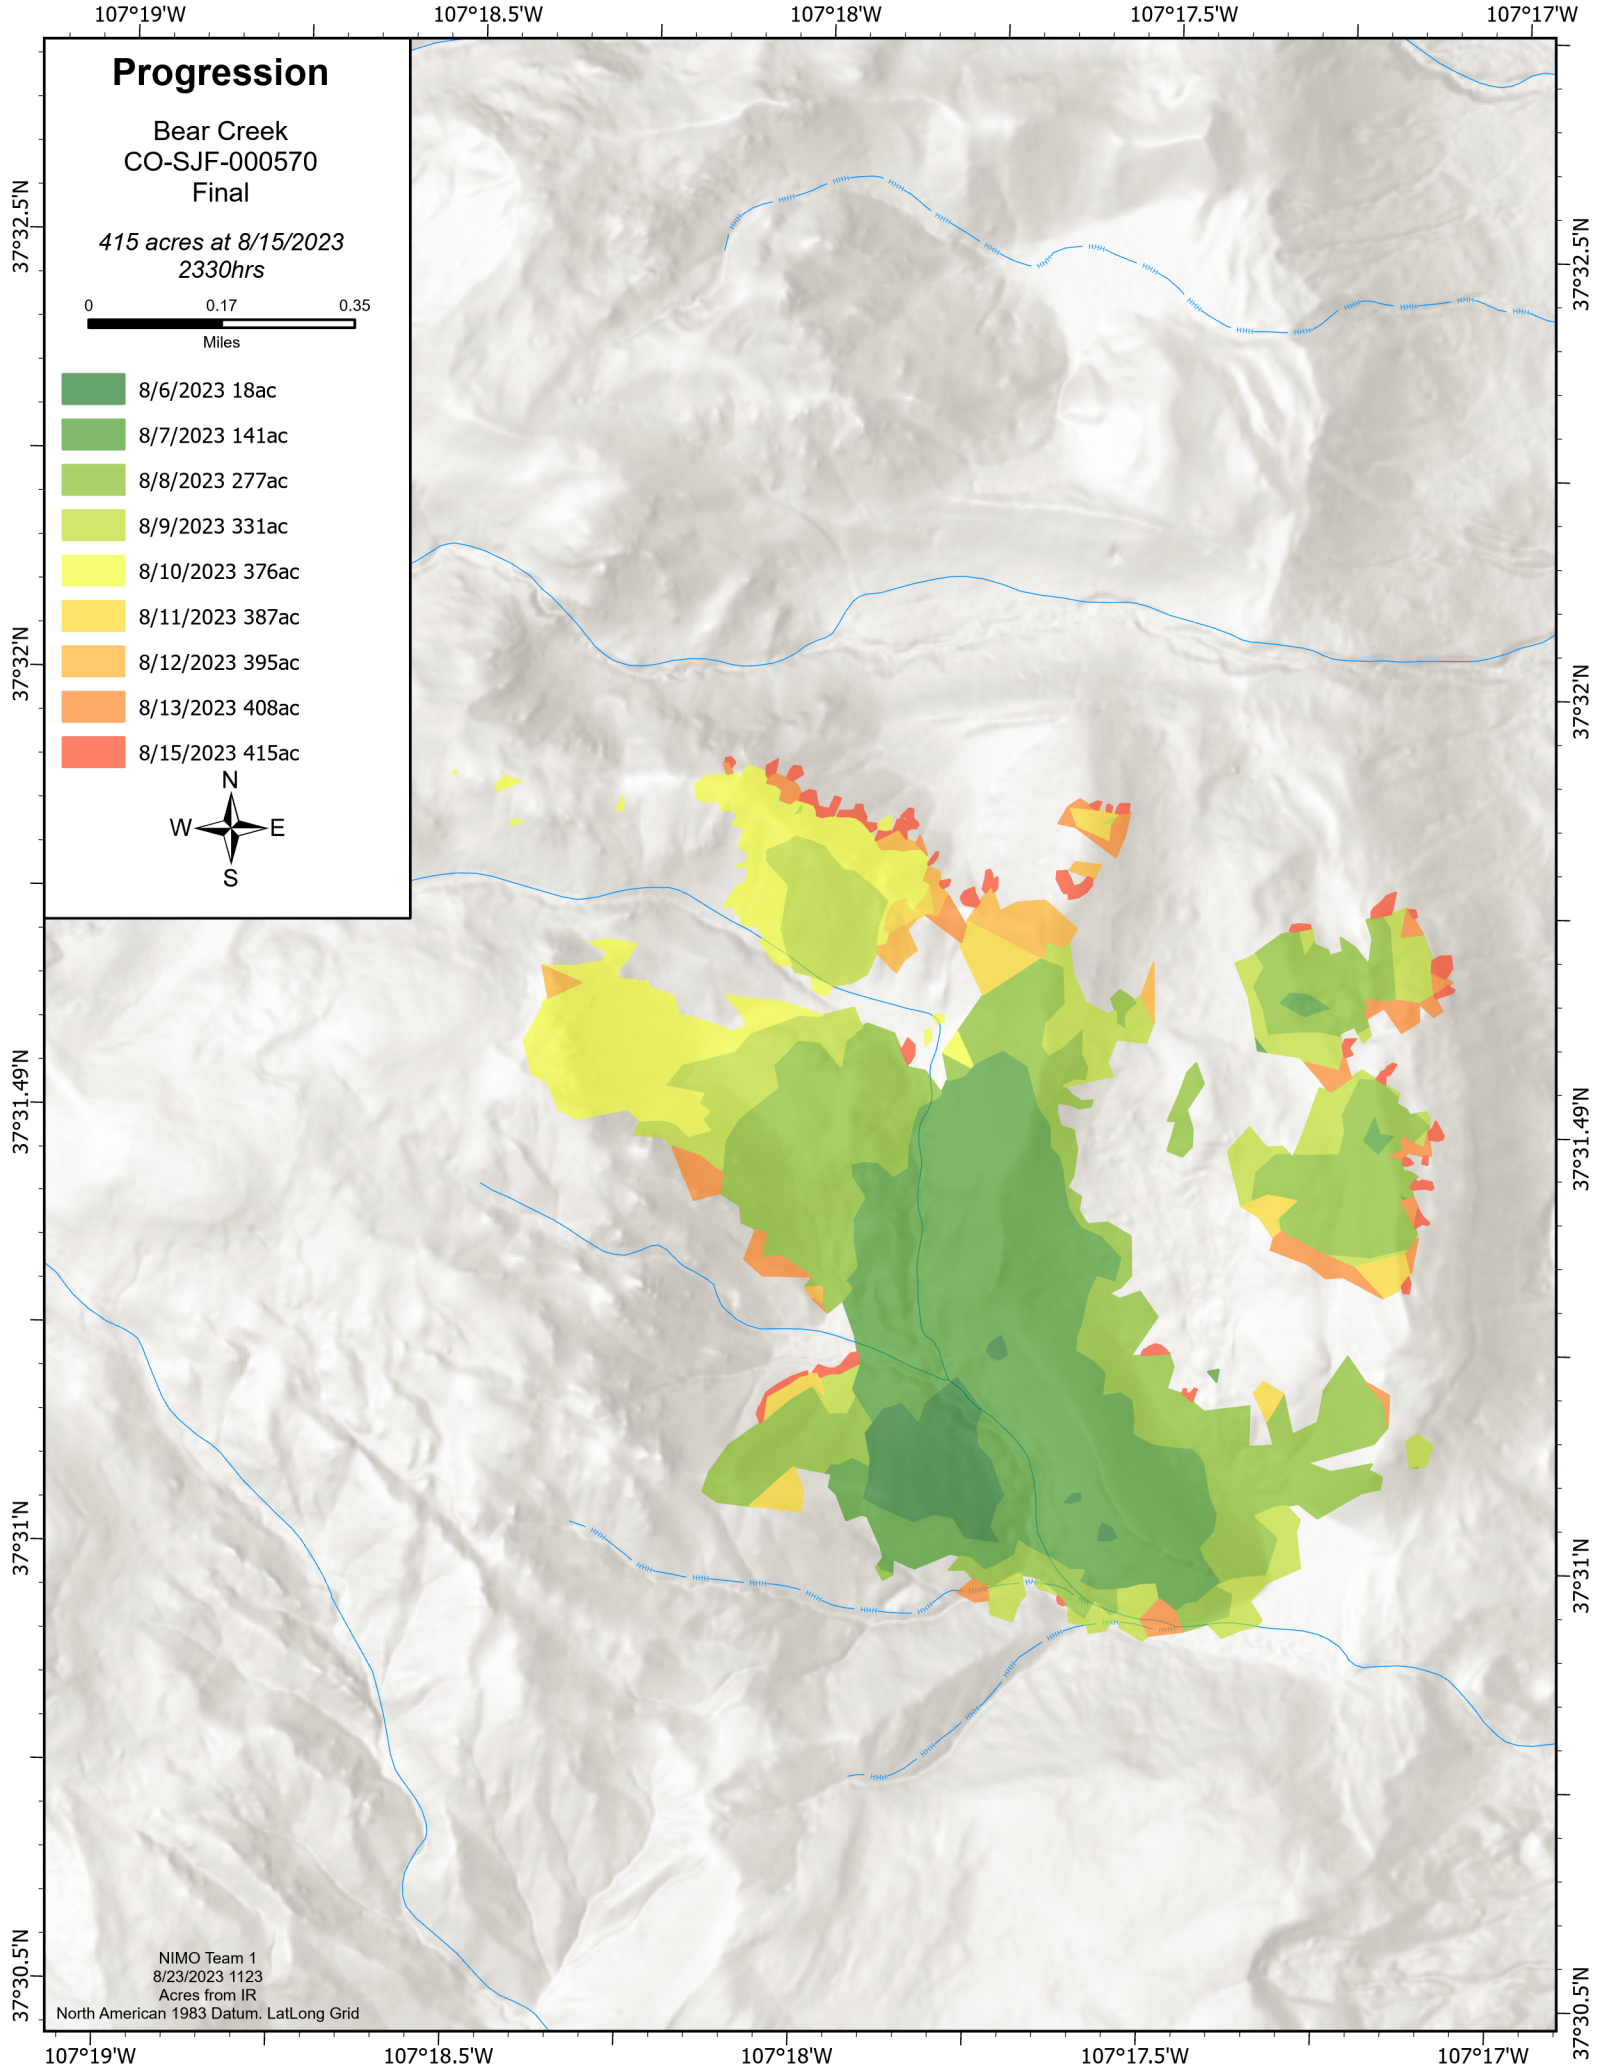 107°19'W 107°18.5'W 107°18'W 107°17.5'W 107°17'W
Progression
Bear Creek
CO-SJF-000570
Final
415 acres at 8/15/2023
2330hrs
0 0.17 0.35
Miles
8/6/2023 18ac
8/7/2023 141ac
8/8/2023 277ac
8/9/2023 331ac
8/10/2023 376ac
8/11/2023 387ac
8/12/2023 395ac
8/13/2023 408ac
8/15/2023 415ac
N
W E
S
37°32.5'N
37°32'N
37°31.49'N
37°31'N
37°30.5'N
37°32.5'N
37°32'N
37°31.49'N
37°31'N
37°30.5'N
NIMO Team 1
8/23/2023 1123
Acres from IR
North American 1983 Datum. LatLong Grid
107°19'W 107°18.5'W 107°18'W 107°17.5'W 107°17'W